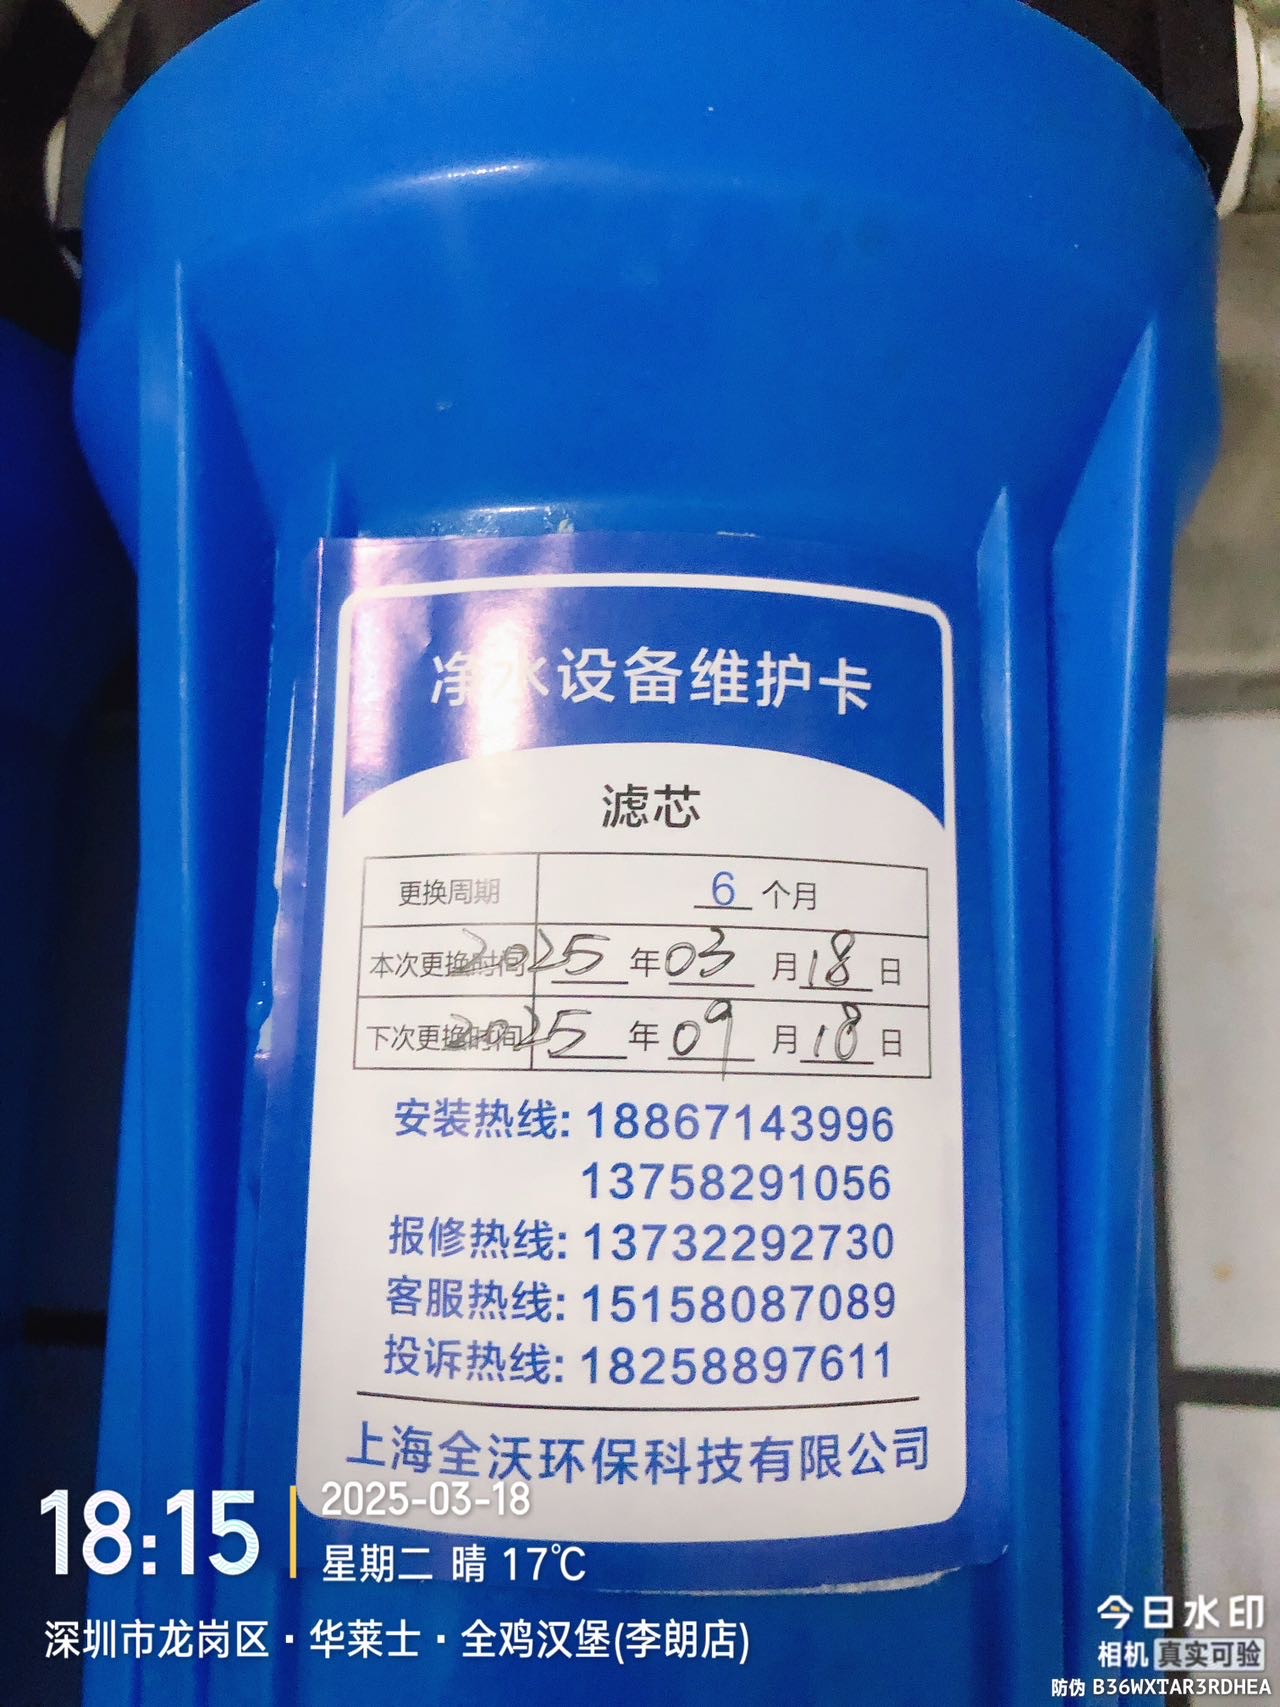 净水设备维护卡
滤芯
更换周期 6 个月
本次更换时间 2025 年 03 月 18 日
下次更换时间 2025 年 09 月 18 日
安装热线: 18867143996
13758291056
报修热线: 13732292730
客服热线: 15158087089
投诉热线: 18258897611
上海全沃环保科技有限公司
18:15
2025-03-18
星期二 晴 17℃
深圳市龙岗区·华莱士·全鸡汉堡(李朗店)
今日水印
相机 真实可验
防伪 B36WXTAR3RDHEA